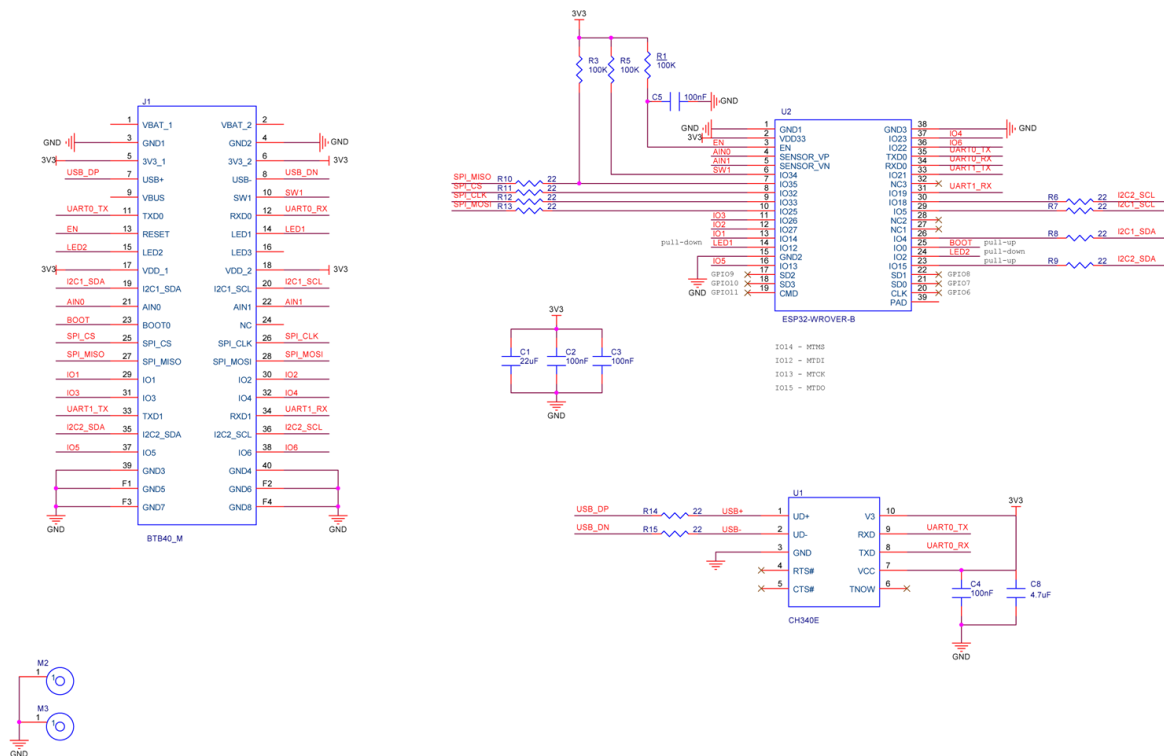 J1
1 VBAT_1 VBAT_2 2
GND 3 GND1 GND2 4 GND
3V3 5 3V3_1 3V3_2 6 3V3
USB_DP 7 USB+ USB- 8 USB_DN
9 VBUS SW1 10 SW1
UART0_TX 11 TXD0 RXD0 12 UART0_RX
EN 13 RESET LED1 14 LED1
LED2 15 LED2 LED3 16
3V3 17 VDD_1 VDD_2 18 3V3
I2C1_SDA 19 I2C1_SDA I2C1_SCL 20 I2C1_SCL
AIN0 21 AIN0 AIN1 22 AIN1
BOOT 23 BOOT0 NC 24
SPI_CS 25 SPI_CS SPI_CLK 26 SPI_CLK
SPI_MISO 27 SPI_MISO SPI_MOSI 28 SPI_MOSI
IO1 29 IO1 IO2 30 IO2
IO3 31 IO3 IO4 32 IO4
UART1_TX 33 TXD1 RXD1 34 UART1_RX
I2C2_SDA 35 I2C2_SDA I2C2_SCL 36 I2C2_SCL
IO5 37 IO5 IO6 38 IO6
39 GND3 GND4 40
F1 GND5 GND6 F2
F3 GND7 GND8 F4
GND GND
BTB40_M
3V3
R3 R5 R1
100K 100K 100K
C5 100nF GND
U2
GND 1 GND1 GND3 38 GND
3V3 2 VDD33 IO23 37 IO4
EN 3 EN IO22 36 IO6
AIN0 4 SENSOR_VP TXD0 35 UART0_TX
AIN1 5 SENSOR_VN RXD0 34 UART0_RX
SW1 6 IO34 IO21 33 UART1_TX
SPI_MISO R10 22 7 IO35 NC3 32
SPI_CS R11 22 8 IO32 IO19 31 UART1_RX
SPI_CLK R12 22 9 IO33 IO18 30 R6 22 I2C2_SCL
SPI_MOSI R13 22 10 IO25 IO5 29 R7 22 I2C1_SCL
IO3 11 IO26 NC2 28
IO2 12 IO27 NC1 27
IO1 13 IO14 IO4 26 R8 22 I2C1_SDA
pull-down LED1 14 IO12 IO0 25 BOOT pull-up
15 GND2 IO2 24 LED2 pull-down
IO5 16 IO13 IO15 23 pull-up R9 22 I2C2_SDA
GPIO9 17 SD2 SD1 22 GPIO8
GND GPIO10 18 SD3 SD0 21 GPIO7
GPIO11 19 CMD CLK 20 GPIO6
PAD 39
ESP32-WROVER-B
IO14 - MTMS
IO12 - MTDI
IO13 - MTCK
IO15 - MTDO
3V3
C1 C2 C3
22uF 100nF 100nF
GND
U1
3V3
USB_DP R14 22 USB+ 1 UD+ V3 10
USB_DN R15 22 USB- 2 UD- RXD 9 UART0_TX
3 GND TXD 8 UART0_RX
4 RTS# VCC 7
5 CTS# TNOW 6
C4 C8
100nF 4.7uF
CH340E
GND
M2
1 1
M3
1 1
GND